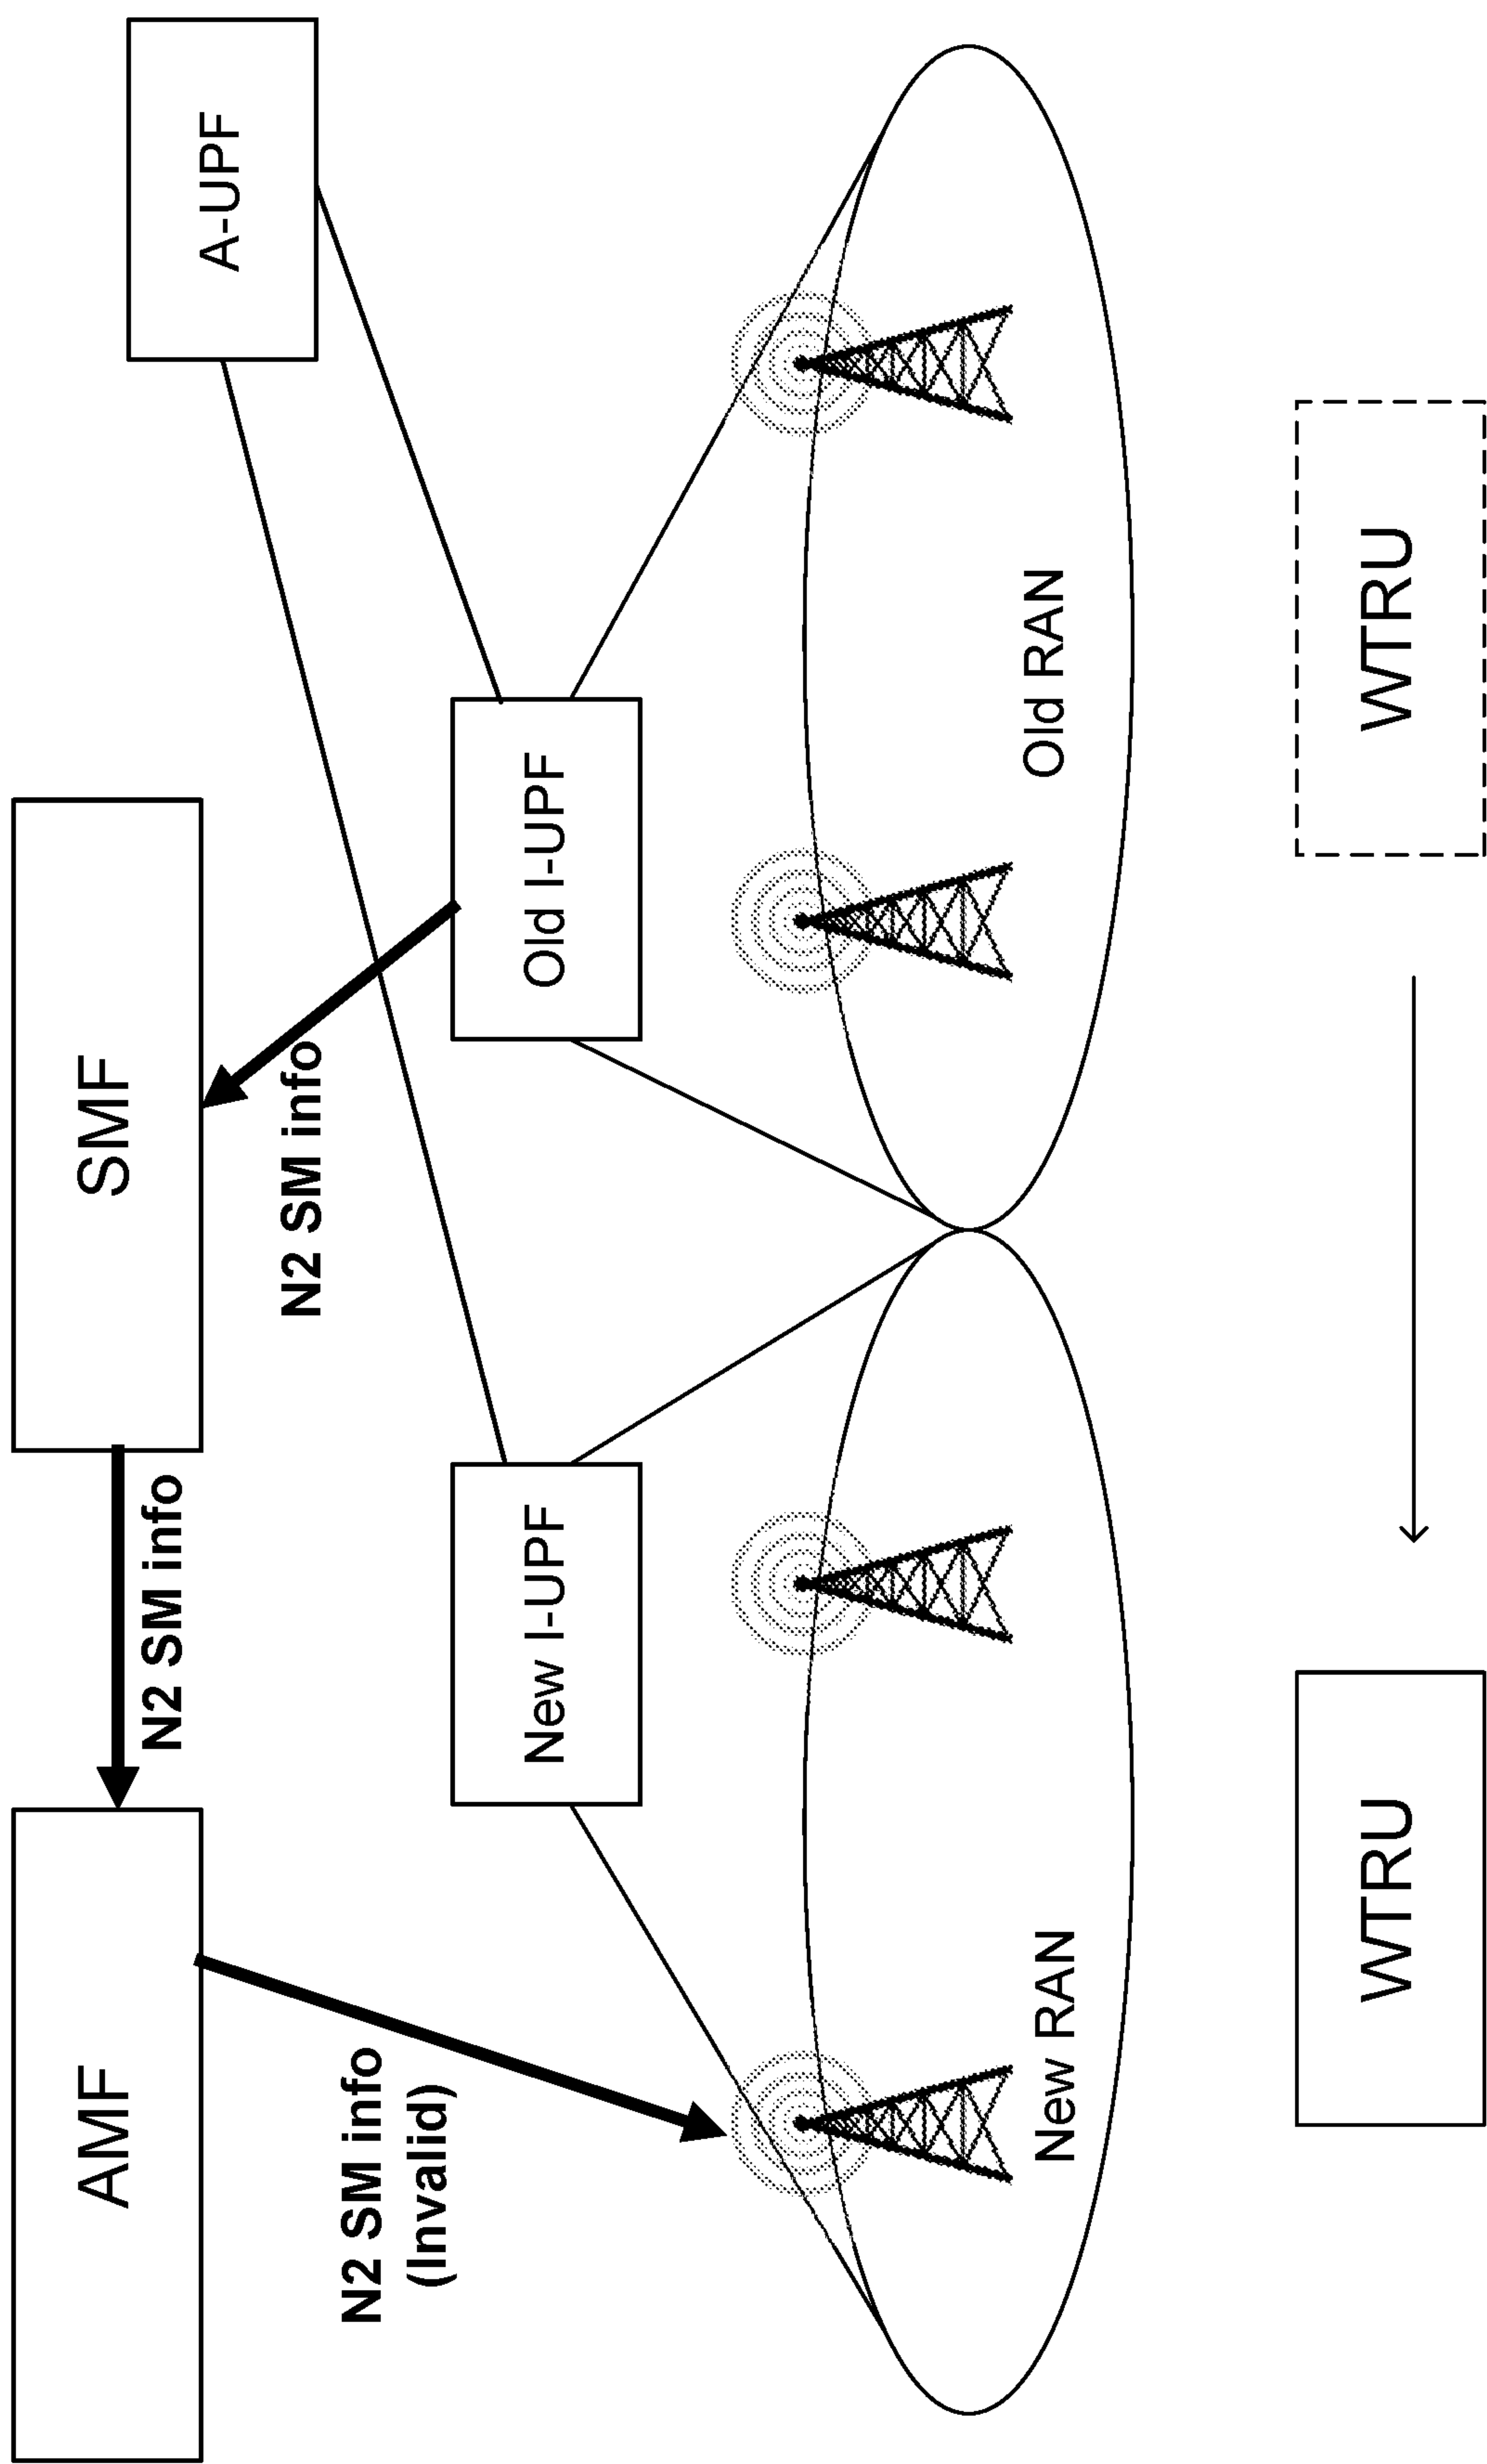 AMF
N2 SM info
SMF
A-UPF
N2 SM info
N2 SM info
(Invalid)
New I-UPF
Old I-UPF
New RAN
Old RAN
WTRU
WTRU